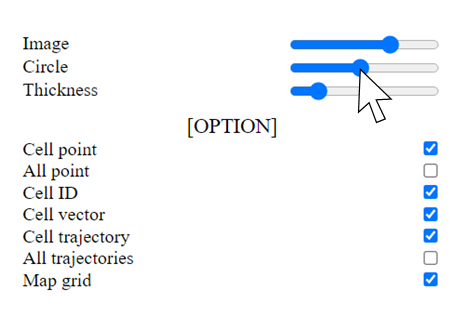 Image
Circle
Thickness
[OPTION]
Cell point
All point
Cell ID
Cell vector
Cell trajectory
All trajectories
Map grid